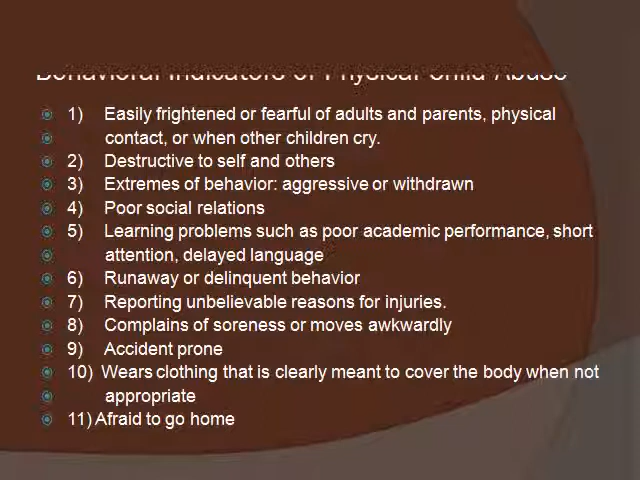 Behavioral Indicators of Physical Child Abuse
1) Easily frightened or fearful of adults and parents, physical
contact, or when other children cry.
2) Destructive to self and others
3) Extremes of behavior: aggressive or withdrawn
4) Poor social relations
5) Learning problems such as poor academic performance, short
attention, delayed language
6) Runaway or delinquent behavior
7) Reporting unbelievable reasons for injuries.
8) Complains of soreness or moves awkwardly
9) Accident prone
10) Wears clothing that is clearly meant to cover the body when not
appropriate
11) Afraid to go home